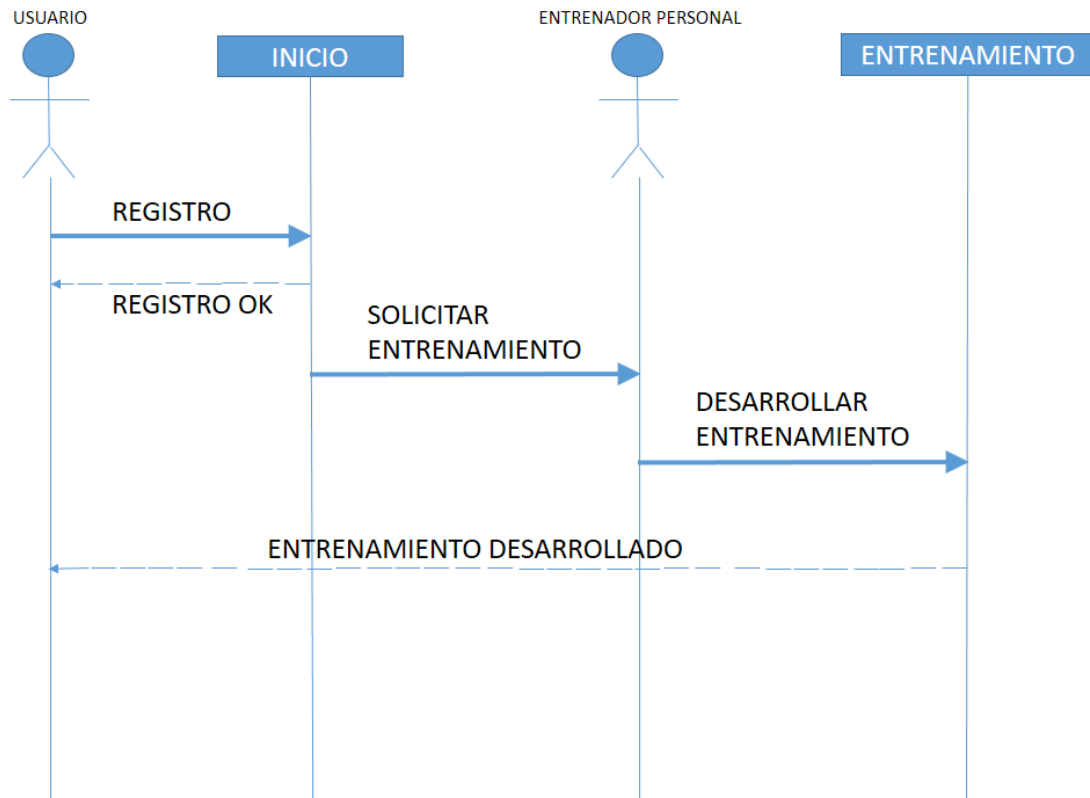 USUARIO
ENTRENADOR PERSONAL
INICIO
ENTRENAMIENTO
REGISTRO
REGISTRO OK
SOLICITAR
ENTRENAMIENTO
DESARROLLAR
ENTRENAMIENTO
ENTRENAMIENTO DESARROLLADO